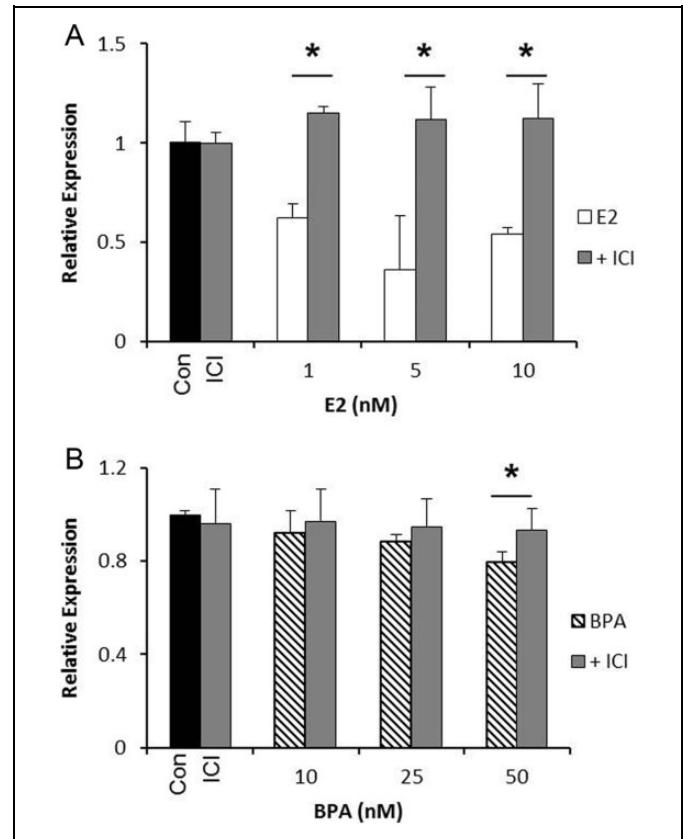 A
1.5
* * *
1
Relative Expression
0.5
0
E2
+ ICI
Con
ICI
1 5 10
E2 (nM)
B
1.2
*
0.8
Relative Expression
0.4
0
BPA
+ ICI
Con
ICI
10 25 50
BPA (nM)